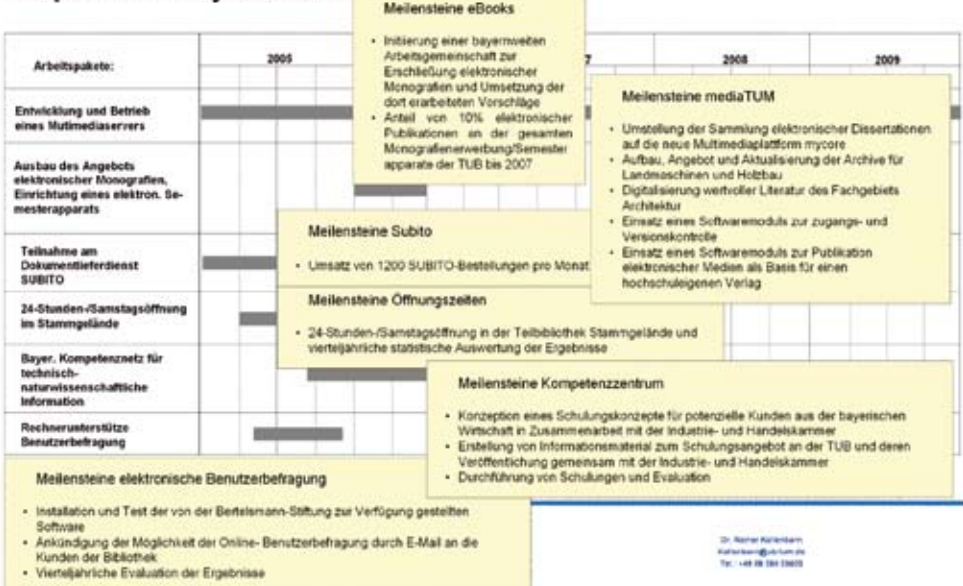 Meilensteine eBooks
• Initiierung einer bayernweiten
Arbeitsgemeinschaft zur
Erschließung elektronischer
Monografien und Umsetzung der
dort erarbeiteten Vorschläge
• Anteil von 10% elektronischer
Publikationen an der gesamten
Monografienerwerbung/Semester
apparate der TUB bis 2007
Arbeitspakete:
2005
7
2008
2009
Entwicklung und Betrieb
eines Mutimediaservers
Ausbau des Angebots
elektronischer Monografien,
Einrichtung eines elektron. Se-
mesterapparats
Teilnahme am
Dokumentlieferdienst
SUBITO
24-Stunden-/Samstagsöffnung
im Stammgelände
Bayer. Kompetenznetz für
technisch-
naturwissenschaftliche
Information
Rechnerunterstütze
Benutzerbefragung
Meilensteine mediaTUM
• Umstellung der Sammlung elektronischer Dissertationen
auf die neue Multimediaplattform mycore
• Aufbau, Angebot und Aktualisierung der Archive für
Landmaschinen und Holzbau
• Digitalisierung wertvoller Literatur des Fachgebiets
Architektur
• Einsatz eines Softwaremoduls zur zugangs- und
Versionskontrolle
• Einsatz eines Softwaremoduls zur Publikation
elektronischer Medien als Basis für einen
hochschuleigenen Verlag
Meilensteine Subito
• Umsatz von 1200 SUBITO-Bestellungen pro Monat
Meilensteine Öffnungszeiten
• 24-Stunden-/Samstagsöffnung in der Teilbibliothek Stammgelände und
vierteljährliche statistische Auswertung der Ergebnisse
Meilensteine Kompetenzzentrum
• Konzeption eines Schulungskonzepte für potenzielle Kunden aus der bayerischen
Wirtschaft in Zusammenarbeit mit der Industrie- und Handelskammer
• Erstellung von Informationsmaterial zum Schulungsangebot an der TUB und deren
Veröffentichung gemeinsam mit der Industrie- und Handelskammer
• Durchführung von Schulungen und Evaluation
Meilensteine elektronische Benutzerbefragung
• Installation und Test der von der Bertelsmann-Stiftung zur Verfügung gestellten
Software
• Ankündigung der Möglichkeit der Online- Benutzerbefragung durch E-Mail an die
Kunden der Bibliothek
• Vierteljährliche Evaluation der Ergebnisse